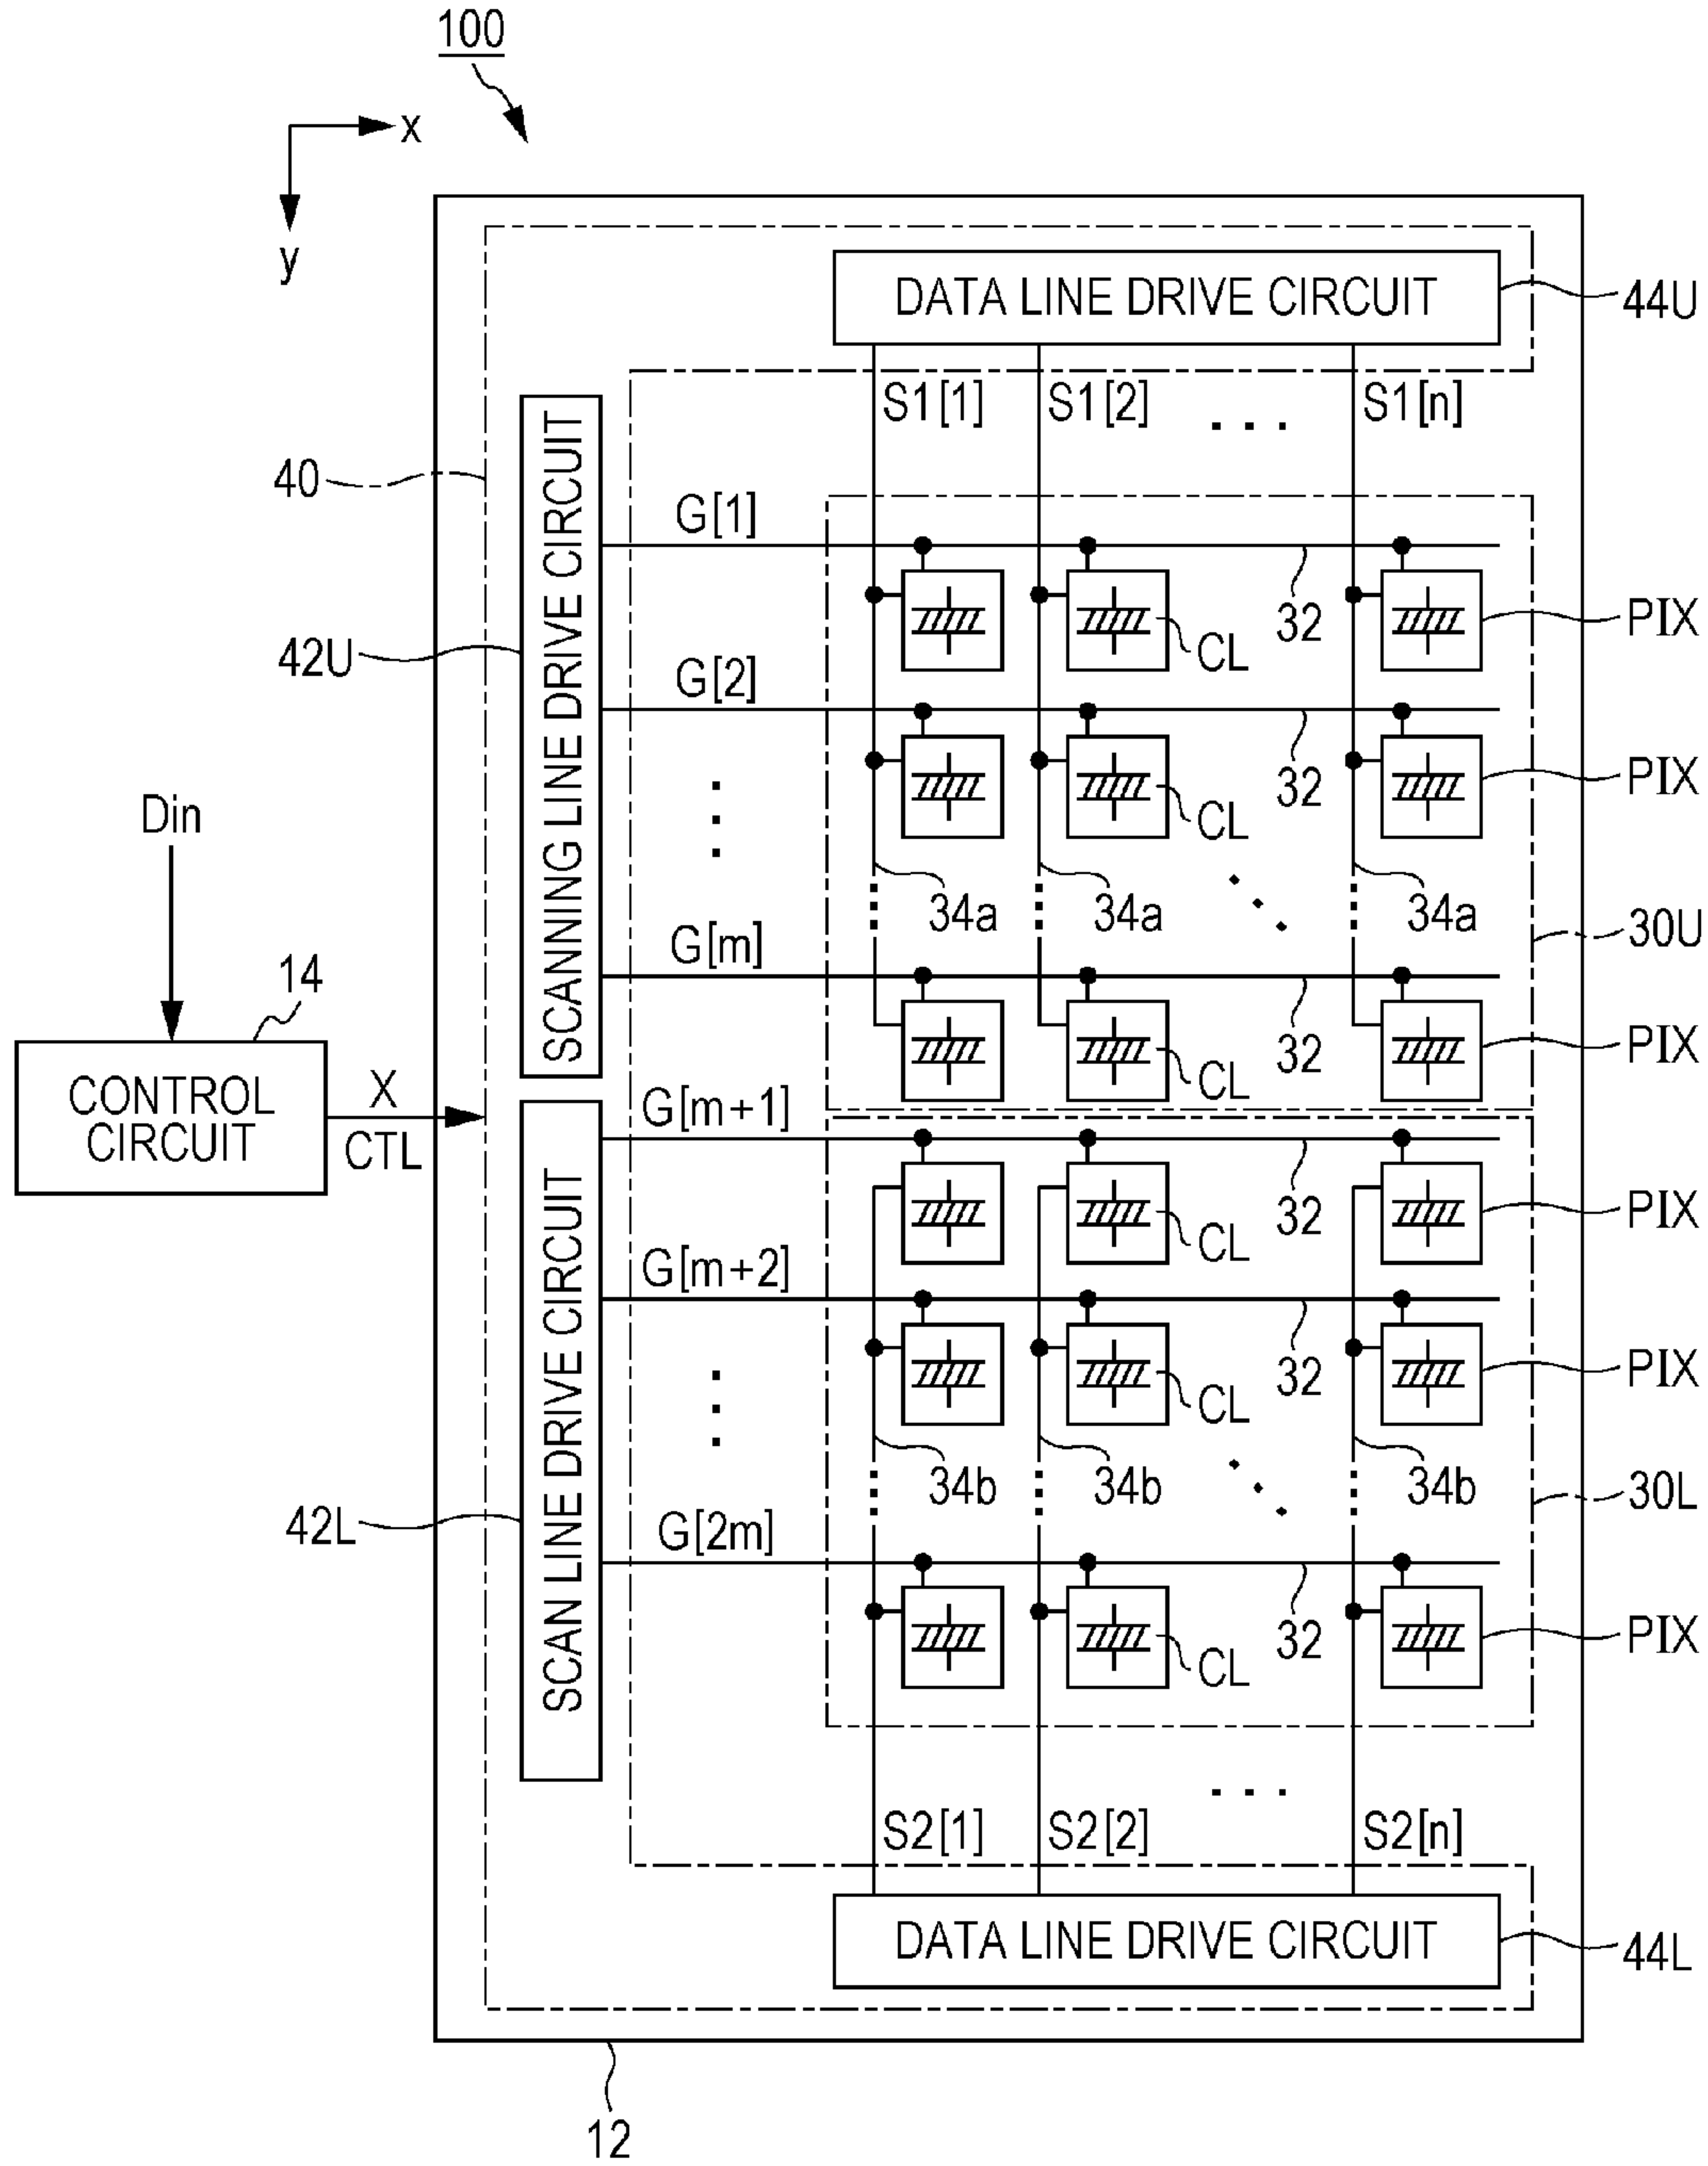 100
x
y
DATA LINE DRIVE CIRCUIT
44U
S1[1] S1[2] ... S1[n]
40
SCANNING LINE DRIVE CIRCUIT
42U
G[1]
32
CL
PIX
G[2]
32
CL
PIX
34a 34a 34a
30U
G[m]
32
CL
PIX
Din
14
CONTROL
CIRCUIT
X
CTL
SCAN LINE DRIVE CIRCUIT
42L
G[m+1]
32
CL
PIX
G[m+2]
32
CL
PIX
34b 34b 34b
30L
G[2m]
32
CL
PIX
S2[1] S2[2] ... S2[n]
DATA LINE DRIVE CIRCUIT
44L
12